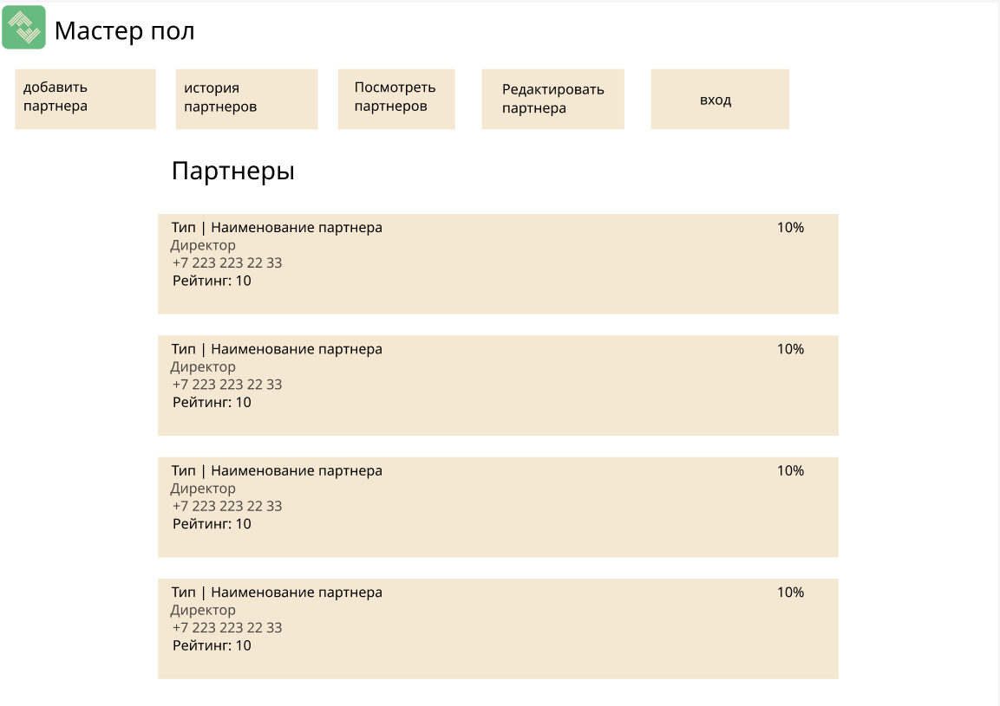 Мастер пол
добавить
партнера
история
партнеров
Посмотреть
партнеров
Редактировать
партнера
вход
Партнеры
Тип | Наименование партнера 10%
Директор
+7 223 223 22 33
Рейтинг: 10
Тип | Наименование партнера 10%
Директор
+7 223 223 22 33
Рейтинг: 10
Тип | Наименование партнера 10%
Директор
+7 223 223 22 33
Рейтинг: 10
Тип | Наименование партнера 10%
Директор
+7 223 223 22 33
Рейтинг: 10